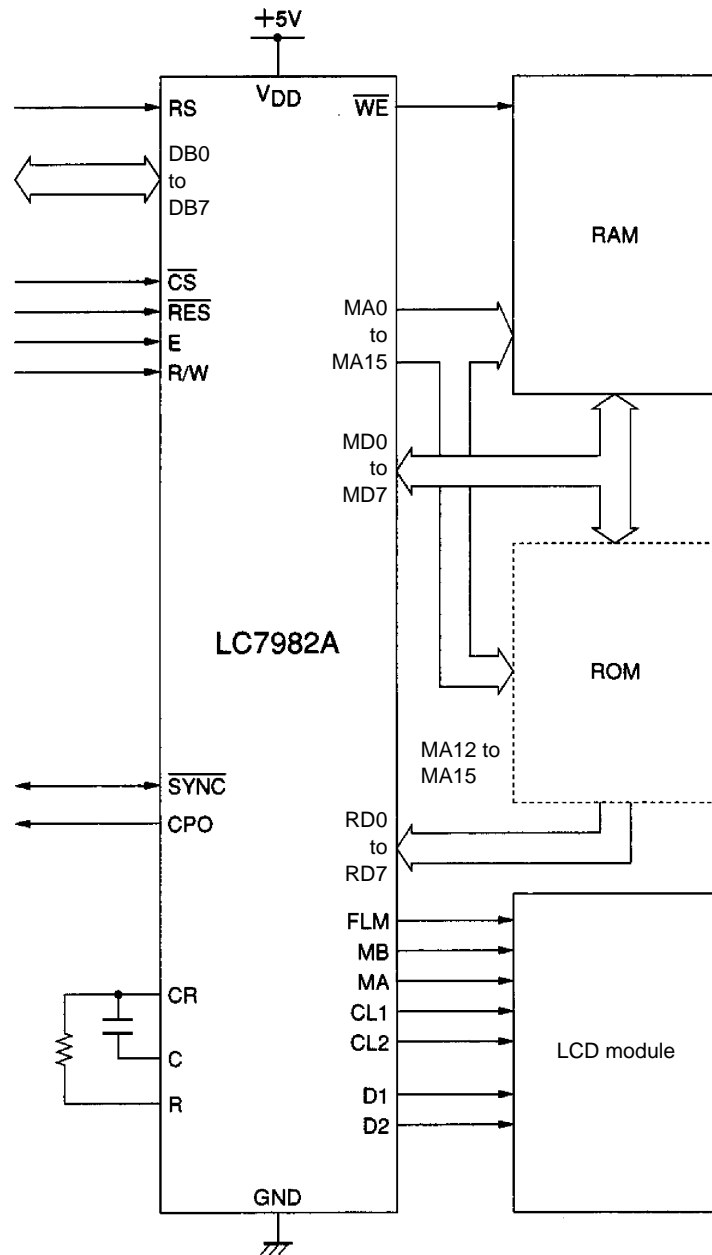 +5V
VDD
RS
DB0
to
DB7
CS
RES
E
R/W
SYNC
CPO
CR
C
R
GND
LC7982A
WE
MA0
to
MA15
MD0
to
MD7
MA12 to
MA15
RD0
to
RD7
FLM
MB
MA
CL1
CL2
D1
D2
RAM
ROM
LCD module